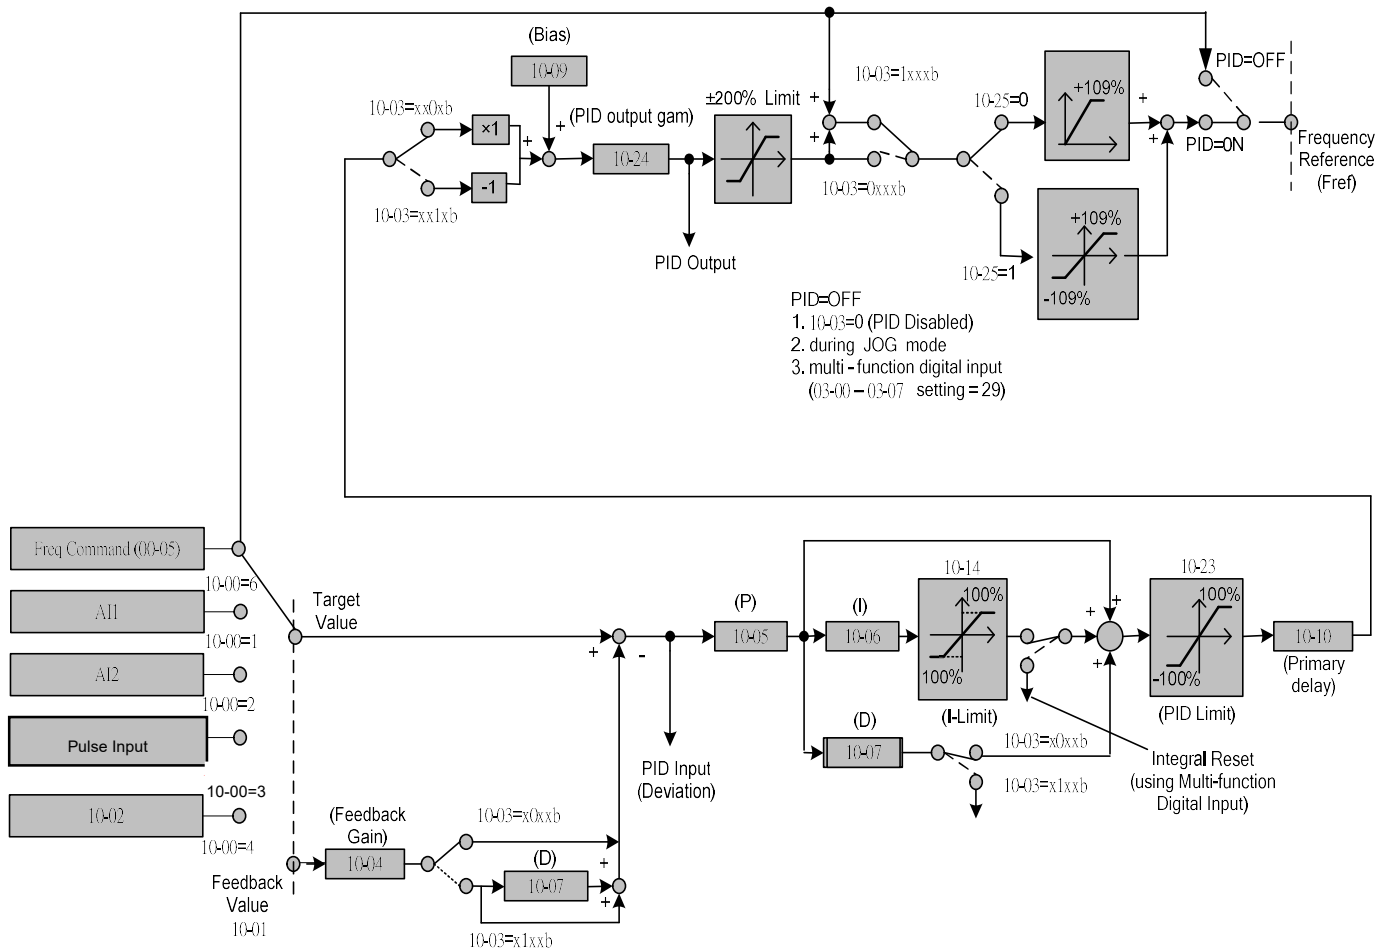 (Bias)
10-09
10-03=xx0xb
×1
-1
10-03=xx1xb
+
+
(PID output gam)
10-24
PID Output
±200% Limit
10-03=1xxxb
+
+
10-03=0xxxb
10-25=0
+109%
10-25=1
+109%
-109%
+
+
PID=OFF
PID=0N
Frequency
Reference
(Fref)
PID=OFF
1. 10-03=0 (PID Disabled)
2. during JOG mode
3. multi - function digital input
(03-00 – 03-07 setting = 29)
Freq Command (00-05)
10-00=6
AI1
10-00=1
AI2
10-00=2
Pulse Input
10-00=3
10-02
10-00=4
Target
Value
Feedback
Value
10-01
(Feedback
Gain)
10-04
10-03=x0xxb
(D)
10-07
+
+
10-03=x1xxb
+
-
PID Input
(Deviation)
(P)
10-05
(I)
10-06
10-14
100%
100%
(I-Limit)
(D)
10-07
10-03=x0xxb
10-03=x1xxb
+
+
+
Integral Reset
(using Multi-function
Digital Input)
10-23
100%
-100%
(PID Limit)
10-10
(Primary
delay)